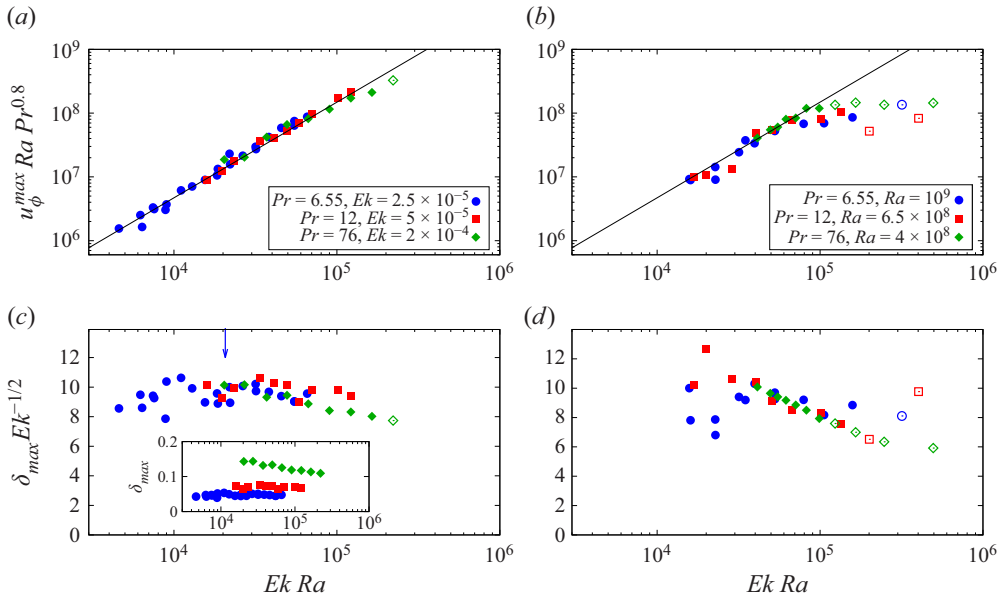 (a)
(b)
10^9
10^8
10^7
10^6
u_ϕ^max Ra Pr^0.8
Pr = 6.55, Ek = 2.5 × 10^−5
Pr = 12, Ek = 5 × 10^−5
Pr = 76, Ek = 2 × 10^−4
10^4 10^5 10^6
10^9
10^8
10^7
10^6
Pr = 6.55, Ra = 10^9
Pr = 12, Ra = 6.5 × 10^8
Pr = 76, Ra = 4 × 10^8
10^4 10^5 10^6
(c)
(d)
12
10
8
6
4
2
0
δ_max Ek^−1/2
0.2
0.1
0
δ_max
10^4 10^5 10^6
10^4 10^5 10^6
Ek Ra
12
10
8
6
4
2
0
10^4 10^5 10^6
Ek Ra